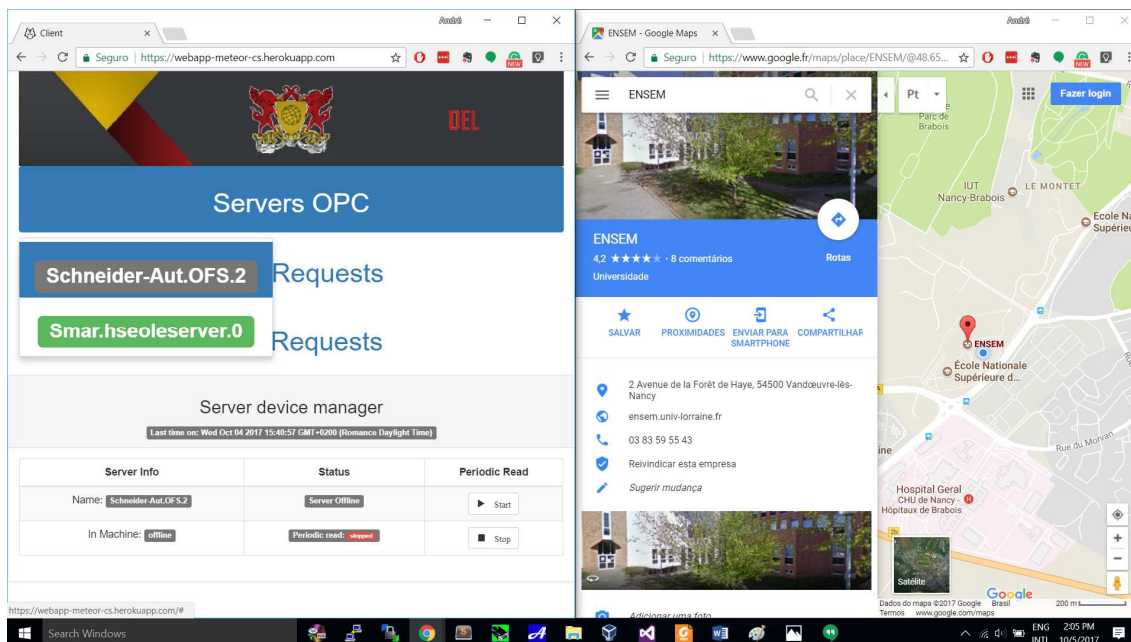 André
Client
Seguro
https://webapp-meteor-cs.herokuapp.com
NEW
DEL
Servers OPC
Schneider-Aut.OFS.2
Requests
Smar.hseoleserver.0
Requests
Server device manager
Last time on: Wed Oct 04 2017 15:40:57 GMT+0200 (Romance Daylight Time)
Server Info Status Periodic Read
Name: Schneider-Aut.OFS.2 Server Offline Start
In Machine: offline Periodic read: stopped Stop
https://webapp-meteor-cs.herokuapp.com/#
André
ENSEM - Google Maps
Seguro
https://www.google.fr/maps/place/ENSEM/@48.65...
NEW
ENSEM
Pt
Fazer login
ENSEM
4,2 · 8 comentários
Rotas
Universidade
SALVAR
PROXIMIDADES
ENVIAR PARA
SMARTPHONE
COMPARTILHAR
2 Avenue de la Forêt de Haye, 54500 Vandœuvre-lès-
Nancy
ensem.univ-lorraine.fr
03 83 59 55 43
Reivindicar esta empresa
Sugerir mudança
Adicionar uma foto
Parc de
Brabois
IUT
Nancy-Brabois
LE MONTET
Ecole Na
Supérieu
ENSEM
École Nationale
Supérieure d...
Rue du Morvan
ine
Hospital Geral
CHU de Nancy -
Hôpitaux de Brabois
Satélite
Google
Dados do mapa ©2017 Google Brasil 200 m
Termos www.google.com/maps
Search Windows
ENG
INTL
2:05 PM
10/5/2017